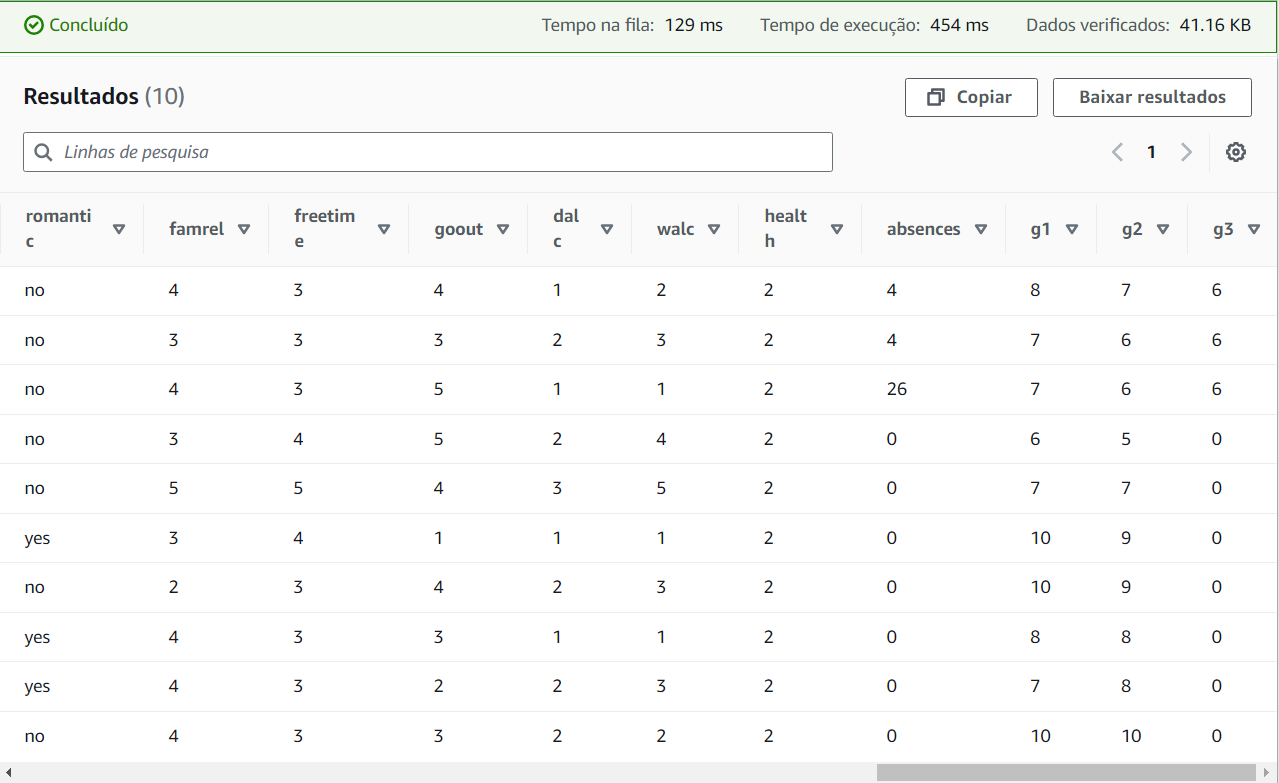 Concluído Tempo na fila: 129 ms Tempo de execução: 454 ms Dados verificados: 41.16 KB
Resultados (10) Copiar Baixar resultados
Linhas de pesquisa 1
romantic famrel freetime goout dalc walc health absences g1 g2 g3
no 4 3 4 1 2 2 4 8 7 6
no 3 3 3 2 3 2 4 7 6 6
no 4 3 5 1 1 2 26 7 6 6
no 3 4 5 2 4 2 0 6 5 0
no 5 5 4 3 5 2 0 7 7 0
yes 3 4 1 1 1 2 0 10 9 0
no 2 3 4 2 3 2 0 10 9 0
yes 4 3 3 1 1 2 0 8 8 0
yes 4 3 2 2 3 2 0 7 8 0
no 4 3 3 2 2 2 0 10 10 0